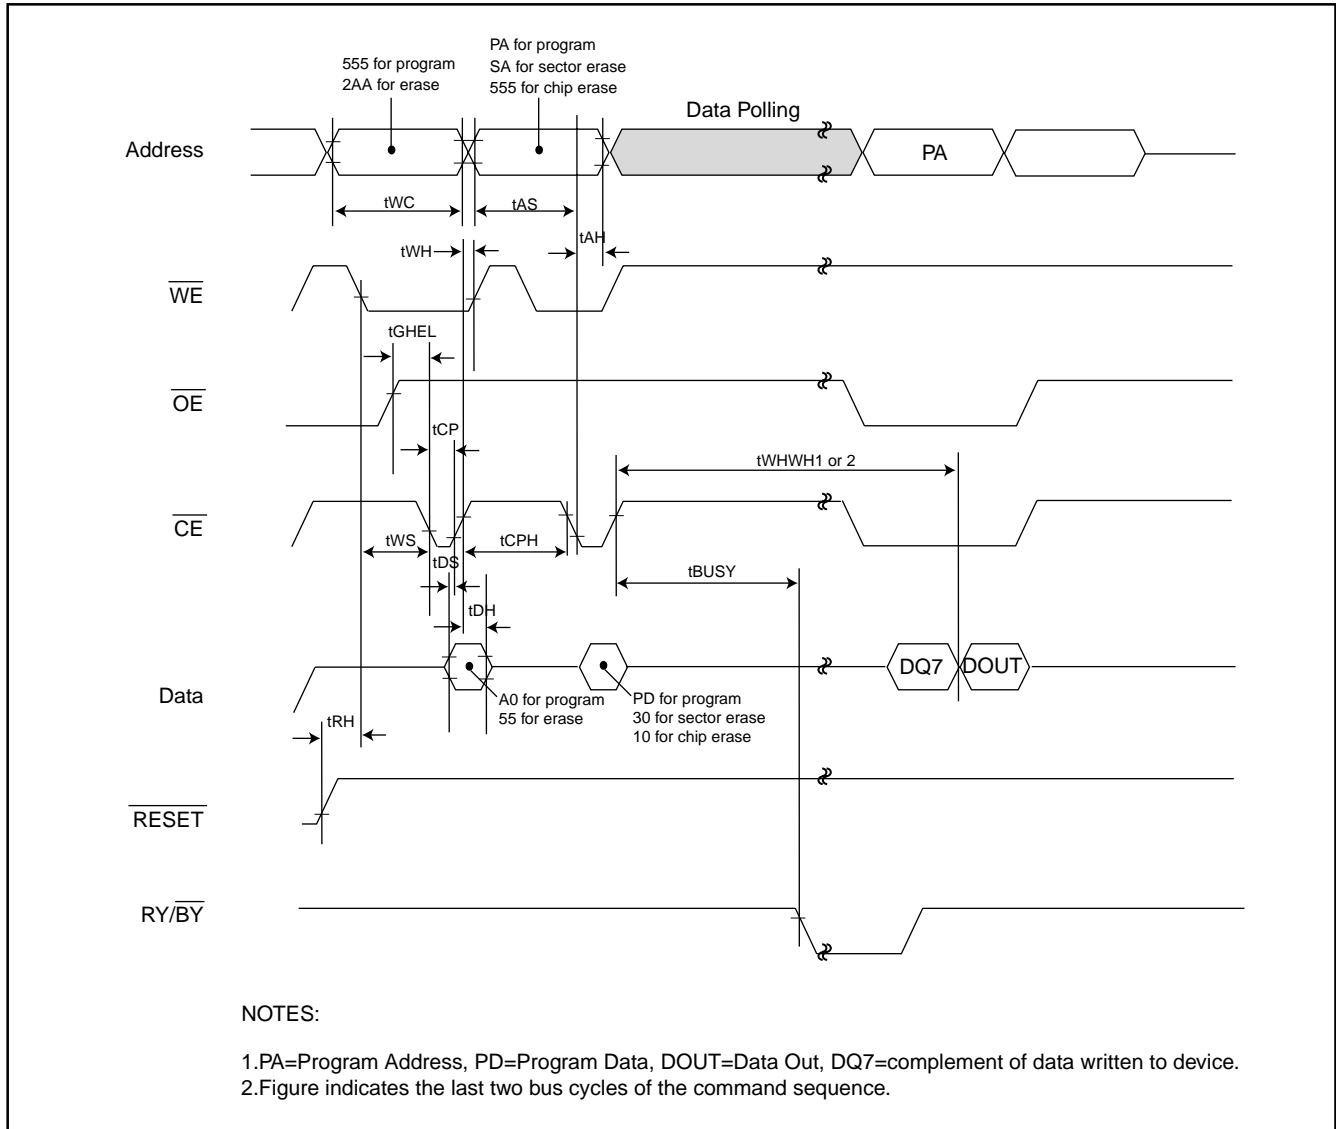 555 for program
2AA for erase
PA for program
SA for sector erase
555 for chip erase
Data Polling
Address
PA
tWC
tAS
tWH
tAH
WE
tGHEL
OE
tCP
tWHWH1 or 2
CE
tWS
tCPH
tDS
tBUSY
tDH
Data
DQ7
DOUT
A0 for program
55 for erase
PD for program
30 for sector erase
10 for chip erase
tRH
RESET
RY/BY
NOTES:
1.PA=Program Address, PD=Program Data, DOUT=Data Out, DQ7=complement of data written to device.
2.Figure indicates the last two bus cycles of the command sequence.